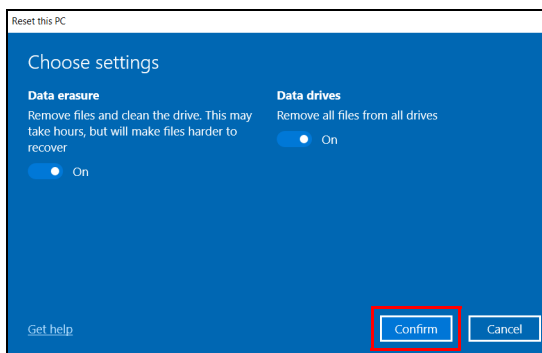 Reset this PC
Choose settings
Data erasure
Remove files and clean the drive. This may
take hours, but will make files harder to
recover
On
Data drives
Remove all files from all drives
On
Get help
Confirm
Cancel